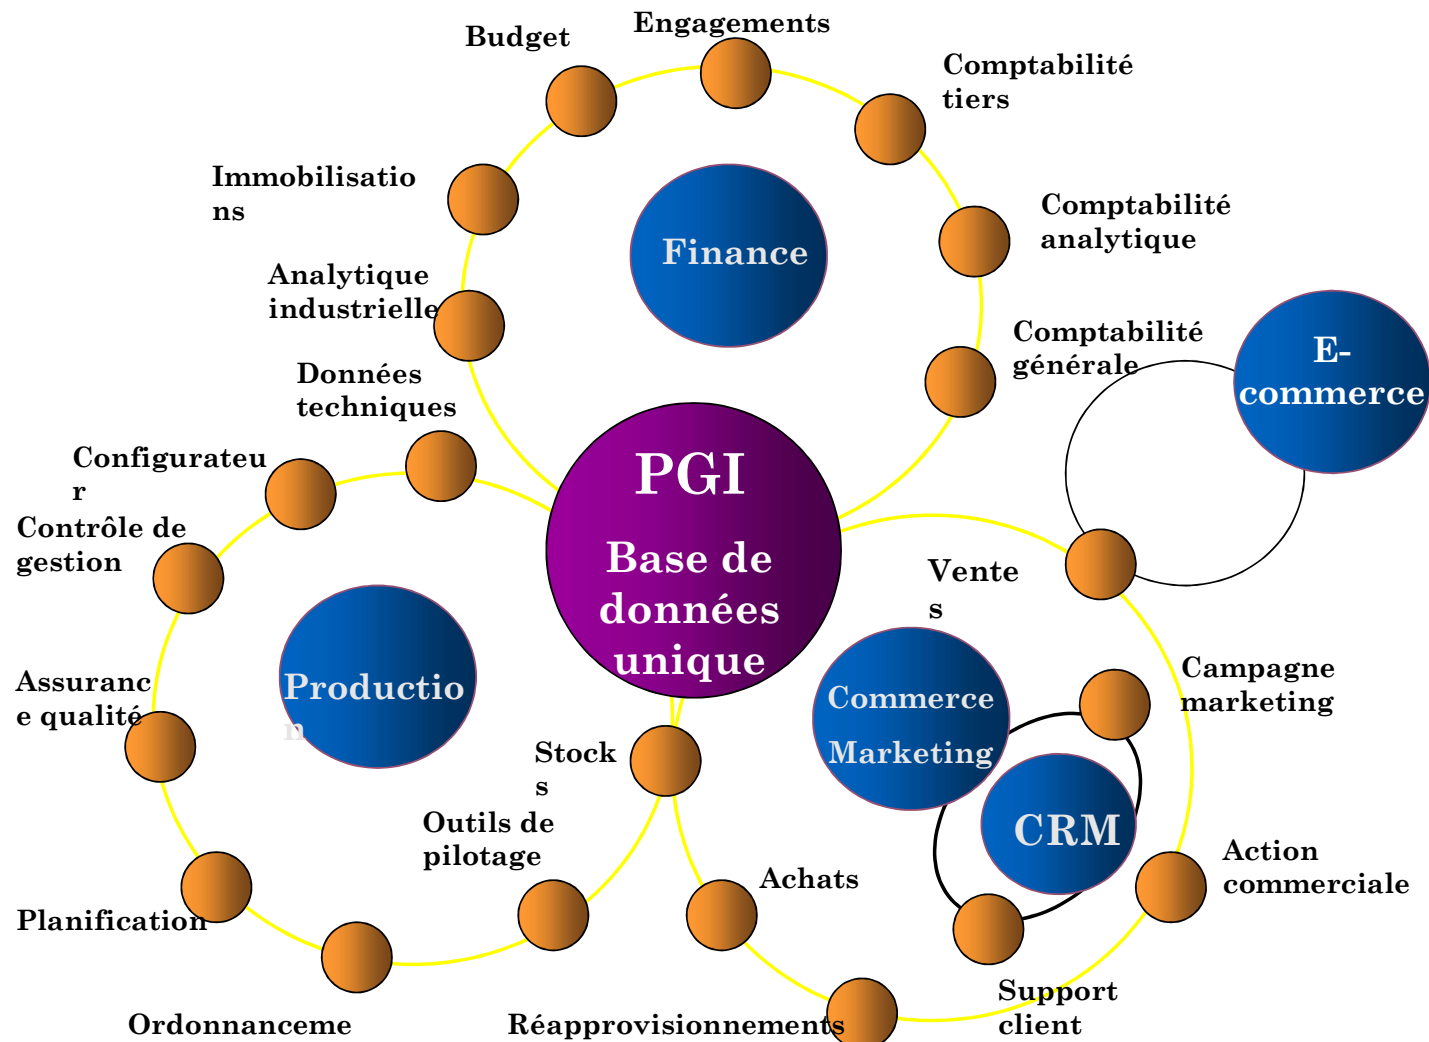 Engagements
Budget
Comptabilité
tiers
Immobilisatio
ns
Comptabilité
analytique
Finance
Analytique
industrielle
Comptabilité
générale
E-
commerce
Données
techniques
Configurateu
r
PGI
Base de
données
unique
Contrôle de
gestion
Vente
s
Assuranc
e qualité
Productio
n
Commerce
Marketing
Campagne
marketing
Stock
s
CRM
Outils de
pilotage
Achats
Action
commerciale
Planification
Support
client
Ordonnanceme
Réapprovisionnements